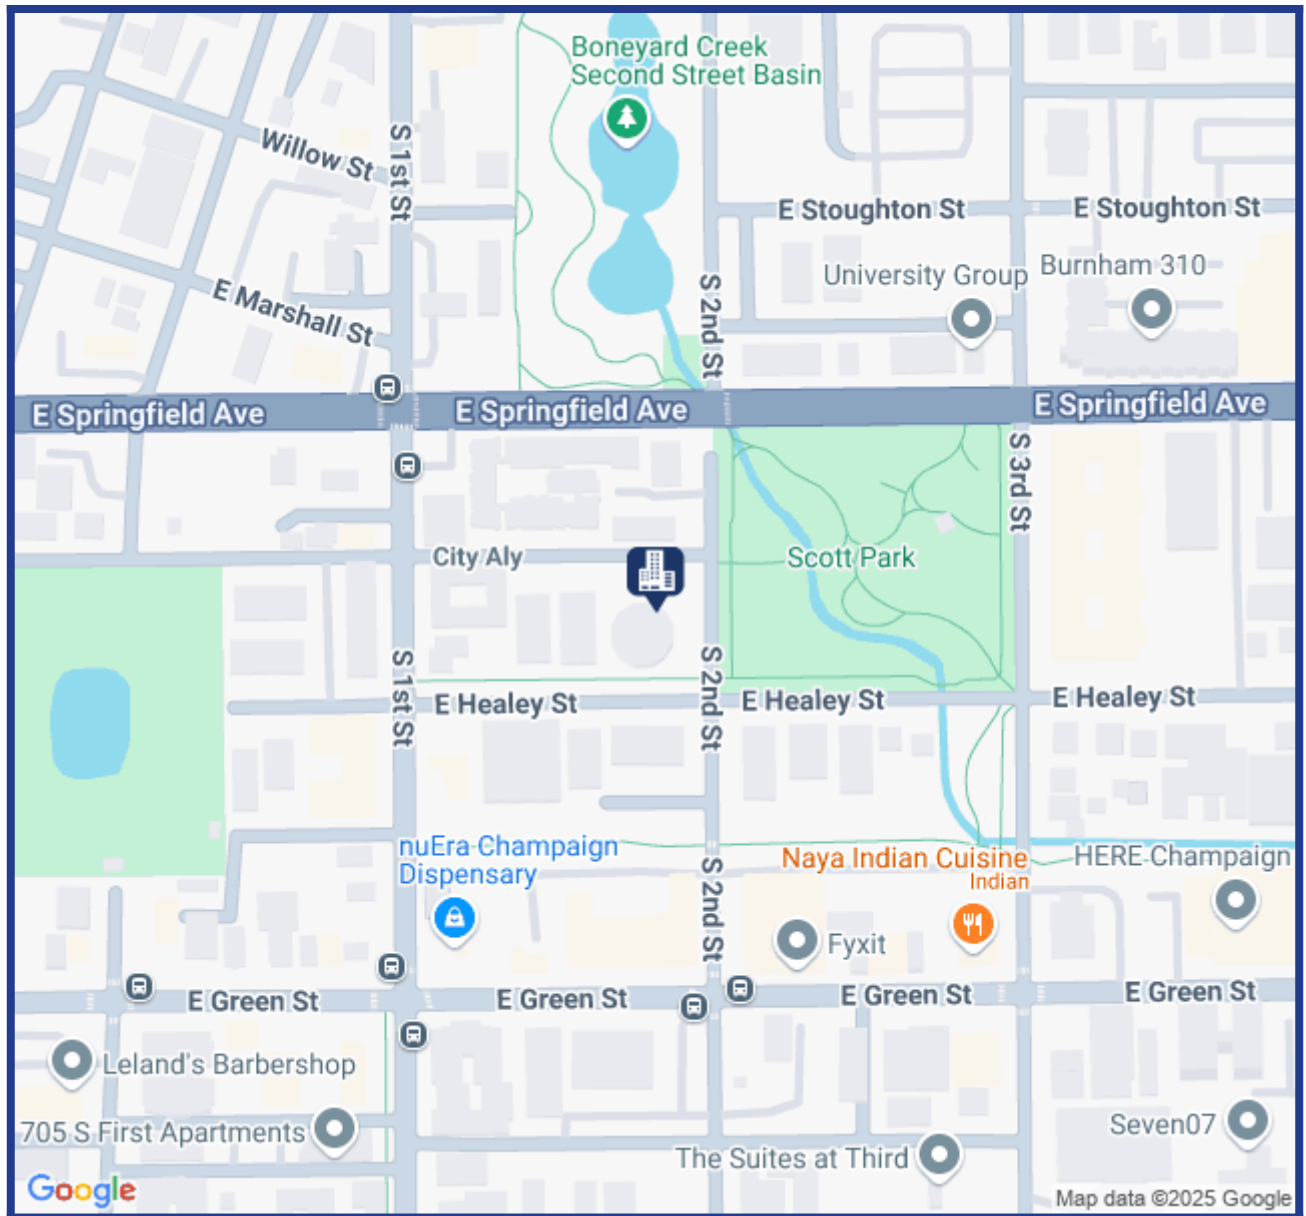 Boneyard Creek
Second Street Basin
Willow St
S 1st St
E Stoughton St
E Stoughton St
University Group
Burnham 310
E Marshall St
S 2nd St
E Springfield Ave
E Springfield Ave
E Springfield Ave
S 3rd St
City Aly
Scott Park
S 1st St
S 2nd St
E Healey St
E Healey St
E Healey St
nuEra Champaign
Dispensary
Naya Indian Cuisine
Indian
HERE Champaign
S 2nd St
Fyxit
E Green St
E Green St
E Green St
E Green St
Leland's Barbershop
705 S First Apartments
Seven07
The Suites at Third
Google
Map data ©2025 Google